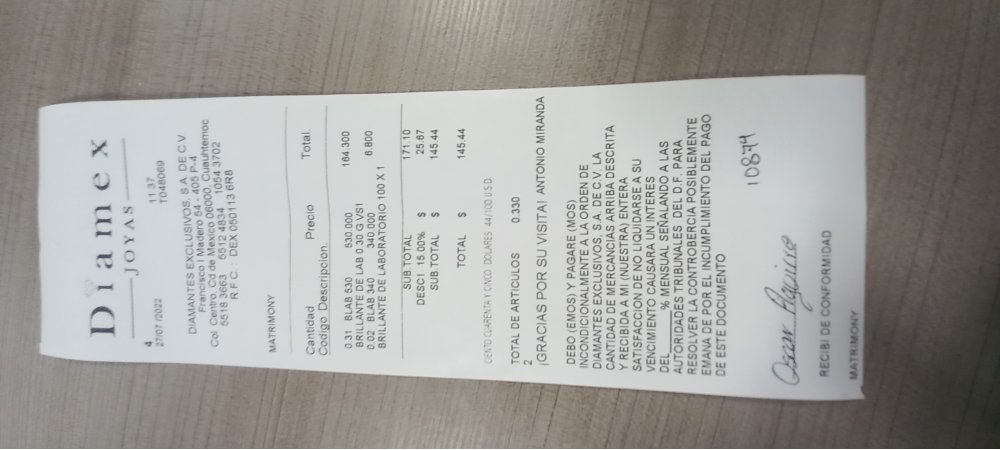 Diamex
JOYAS
4 11 37
27/07/2022 T048069
DIAMANTES EXCLUSIVOS, S.A. DE C.V.
Francisco I Madero 54 - 405 P-4
Col. Centro, Cd de Mexico 06000, Cuauhtemoc
5518 3663 5512 4834 1054 3702
R.F.C. : DEX 050113 6R8
MATRIMONY
Cantidad
Codigo Descripcion. Precio Total.
0.31 BLAB 530 530.000 164.300
BRILLANTE DE LAB 0.30 G VS1
0.02 BLAB 340 340.000 6.800
BRILLANTE DE LABORATORIO 100 X 1
SUB.TOTAL 171.10
DESC1 15.00% $ 25.67
SUB.TOTAL $ 145.44
TOTAL $ 145.44
CIENTO CUARENTA Y CINCO DOLARES 44/100 U.S.D.
TOTAL DE ARTICULOS 0.330
2
¡GRACIAS POR SU VISITA! ANTONIO MIRANDA
DEBO (EMOS) Y PAGARE (MOS)
INCONDICIONALMENTE A LA ORDEN DE
DIAMANTES EXCLUSIVOS, S.A. DE C.V. LA
CANTIDAD DE MERCANCIAS ARRIBA DESCRITA
Y RECIBIDA A MI (NUESTRA) ENTERA
SATISFACCION DE NO LIQUIDARSE A SU
VENCIMIENTO CAUSARA UN INTERES
DEL ______% MENSUAL SEÑALANDO A LAS
AUTORIDADES TRIBUNALES DEL D.F. PARA
RESOLVER LA CONTROBERCIA POSIBLEMENTE
EMANA DE POR EL INCUMPLIMIENTO DEL PAGO
DE ESTE DOCUMENTO
10874
Oscar Aguirre
RECIBI DE CONFORMIDAD
MATRIMONY